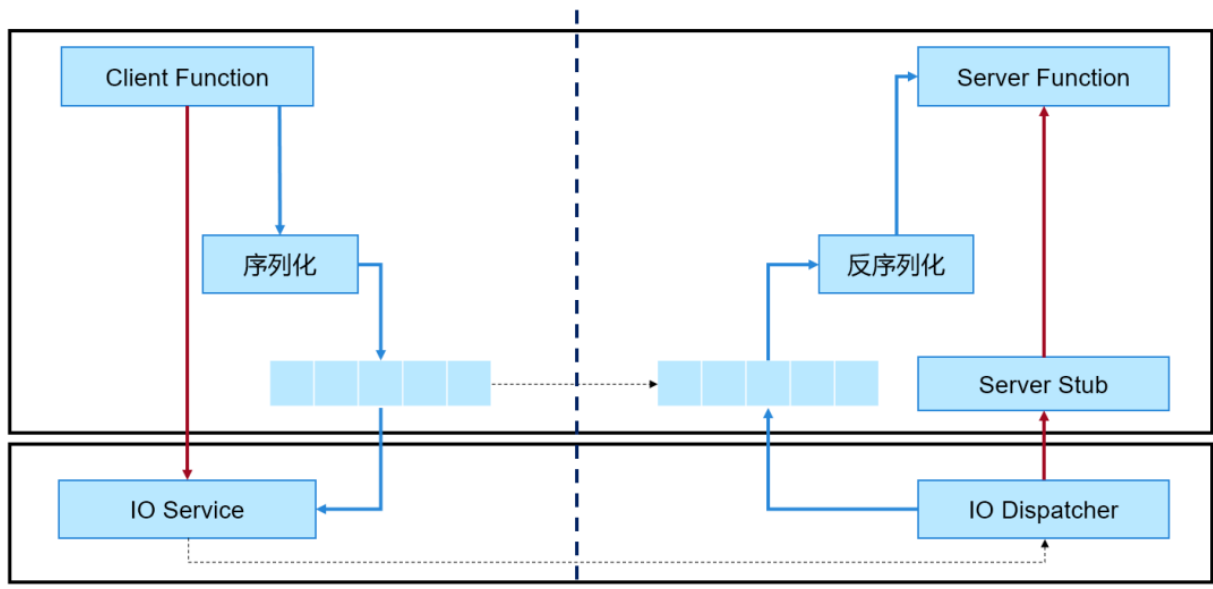 Client Function
Server Function
序列化
反序列化
Server Stub
IO Service
IO Dispatcher